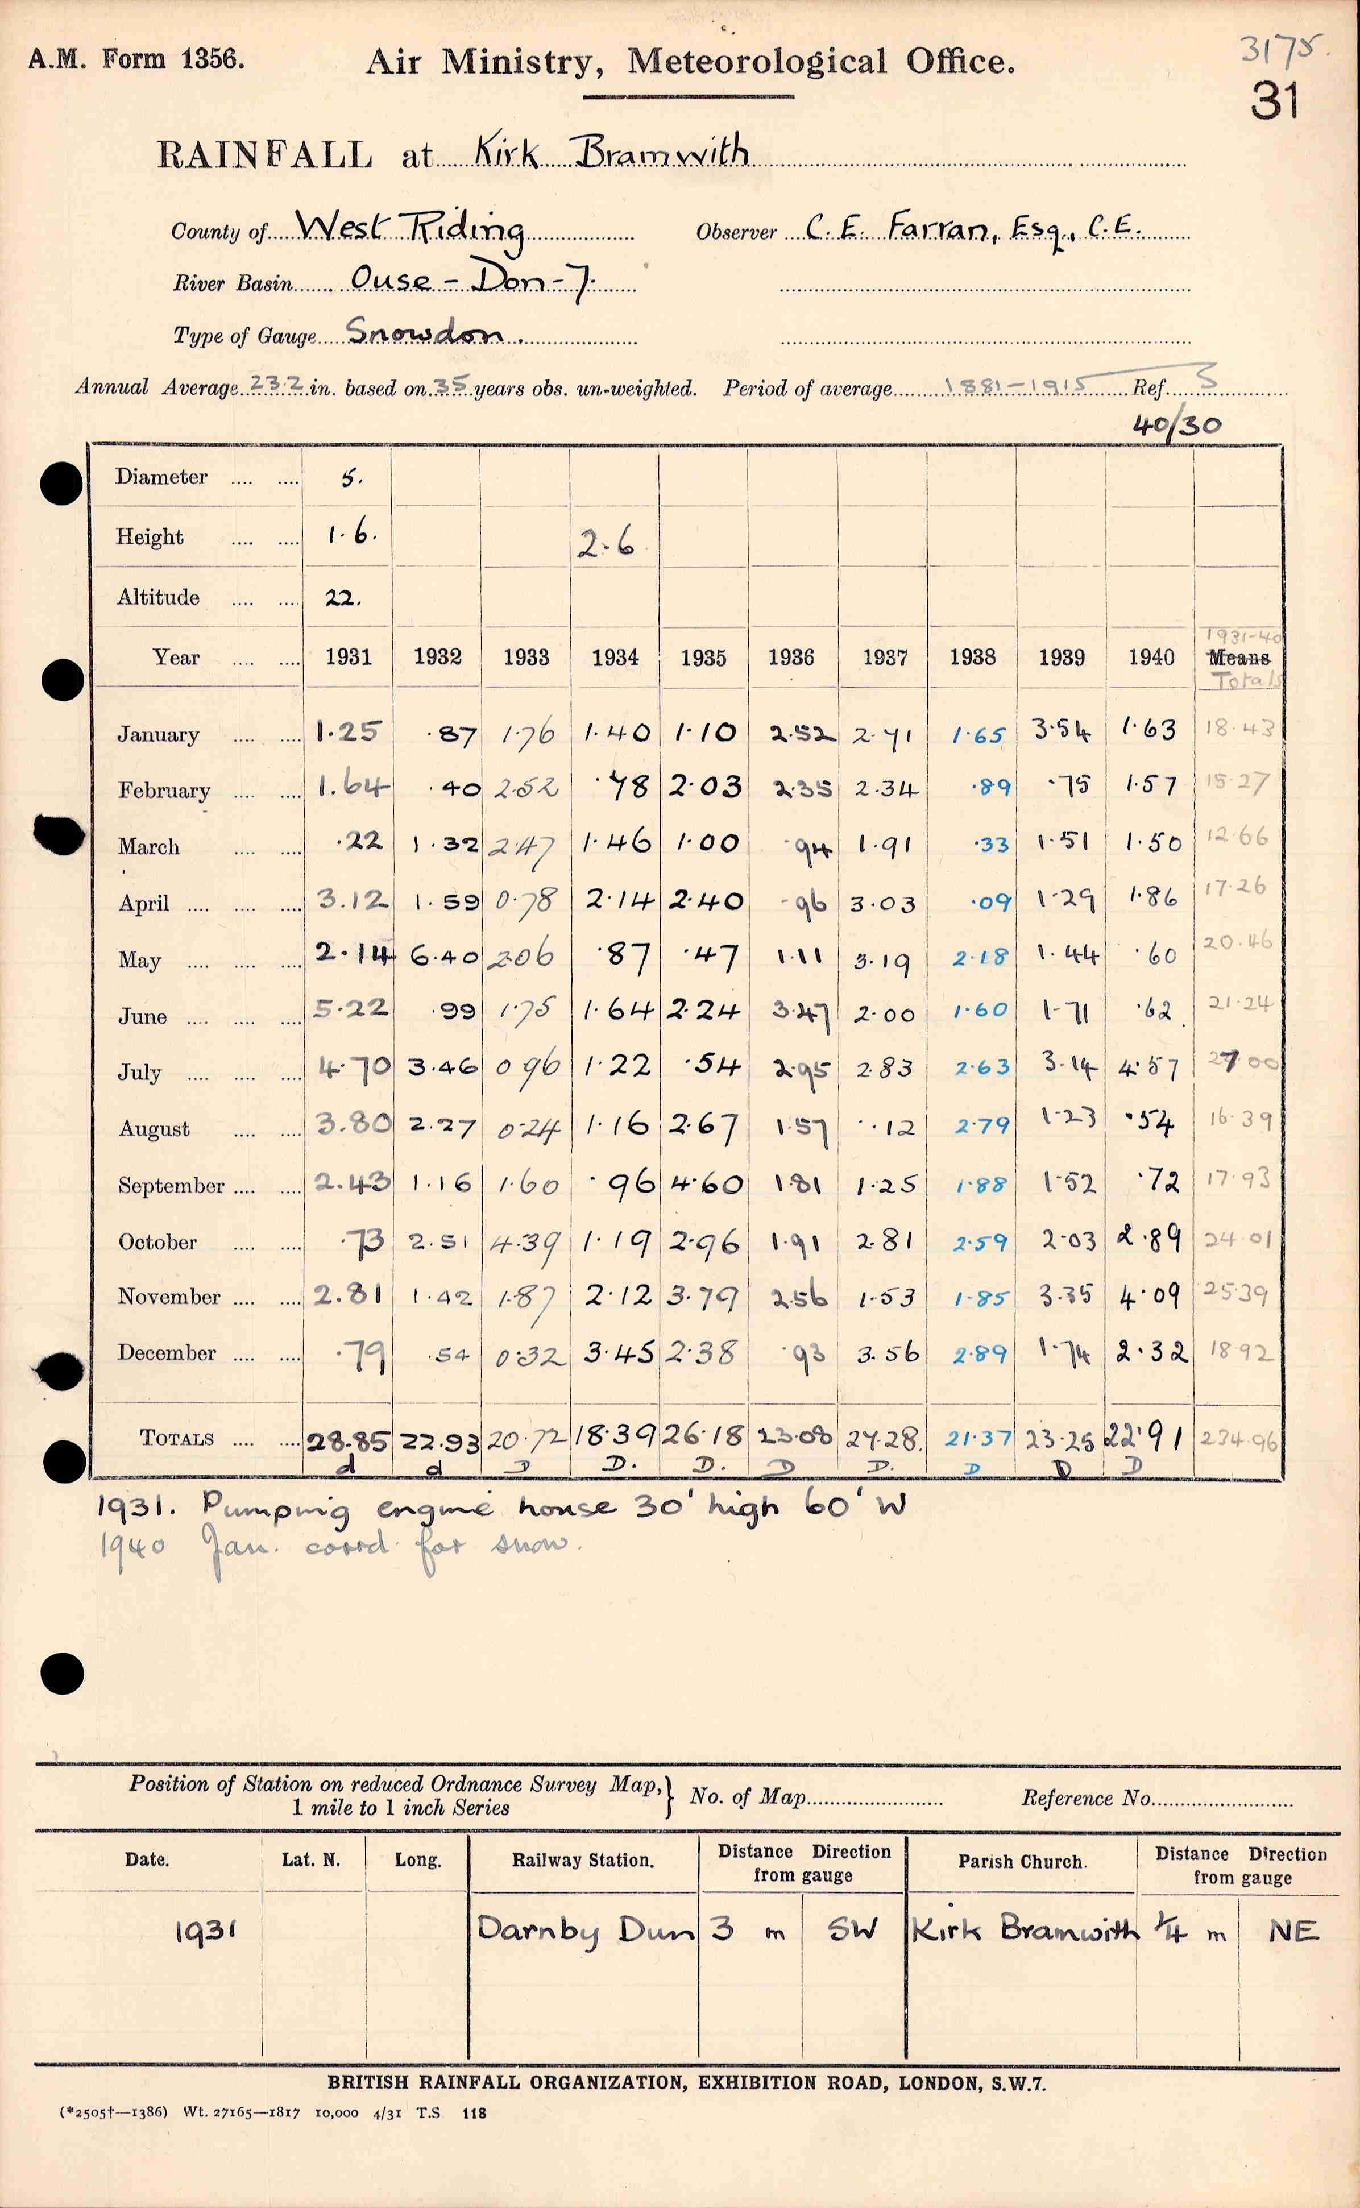 A.M. Form 1356.
Air Ministry, Meteorological Office.
3175.
31
RAINFALL at Kirk Bramwith
County of West Riding Observer C. E. Farran, Esq., C.E.
River Basin Ouse - Don - 7.
Type of Gauge Snowdon.
Annual Average 23.2 in. based on 35 years obs. un-weighted. Period of average 1881-1915 Ref. S
40/30
Diameter 5.
Height 1.6. 2.6
Altitude 22.
Year 1931 1932 1933 1934 1935 1936 1937 1938 1939 1940 1931-40 Means Totals
January 1.25 .87 1.76 1.40 1.10 2.52 2.71 1.65 3.54 1.63 18.43
February 1.64 .40 2.52 .78 2.03 2.35 2.34 .89 .75 1.57 15.27
March .22 1.32 2.47 1.46 1.00 .94 1.91 .33 1.51 1.50 12.66
April 3.12 1.59 0.78 2.14 2.40 .96 3.03 .09 1.29 1.86 17.26
May 2.14 6.40 2.06 .87 .47 1.11 3.19 2.18 1.44 .60 20.46
June 5.22 .99 1.75 1.64 2.24 3.47 2.00 1.60 1.71 .62 21.24
July 4.70 3.46 0.96 1.22 .54 2.95 2.83 2.63 3.14 4.57 27.00
August 3.80 2.27 0.24 1.16 2.67 1.57 .12 2.79 1.23 .54 16.39
September 2.43 1.16 1.60 .96 4.60 1.81 1.25 1.88 1.52 .72 17.93
October .73 2.51 4.39 1.19 2.96 1.91 2.81 2.59 2.03 2.89 24.01
November 2.81 1.42 1.87 2.12 3.79 2.56 1.53 1.85 3.35 4.09 25.39
December .79 .54 0.32 3.45 2.38 .93 3.56 2.89 1.74 2.32 18.92
TOTALS 28.85 22.93 20.72 18.39 26.18 23.08 27.28. 21.37 23.25 22.91 234.96
d d D D. D. D D. D D D
1931. Pumping engine house 30' high 60' W
1940 Jan. corrd. for snow.
Position of Station on reduced Ordnance Survey Map, 1 mile to 1 inch Series } No. of Map Reference No.
Date. Lat. N. Long. Railway Station. Distance Direction from gauge Parish Church. Distance Direction from gauge
1931 Darnby Dun 3 m SW Kirk Bramwith 1/4 m NE
BRITISH RAINFALL ORGANIZATION, EXHIBITION ROAD, LONDON, S.W.7.
(*2505†—1386) Wt. 27165—1817 10,000 4/31 T.S. 118